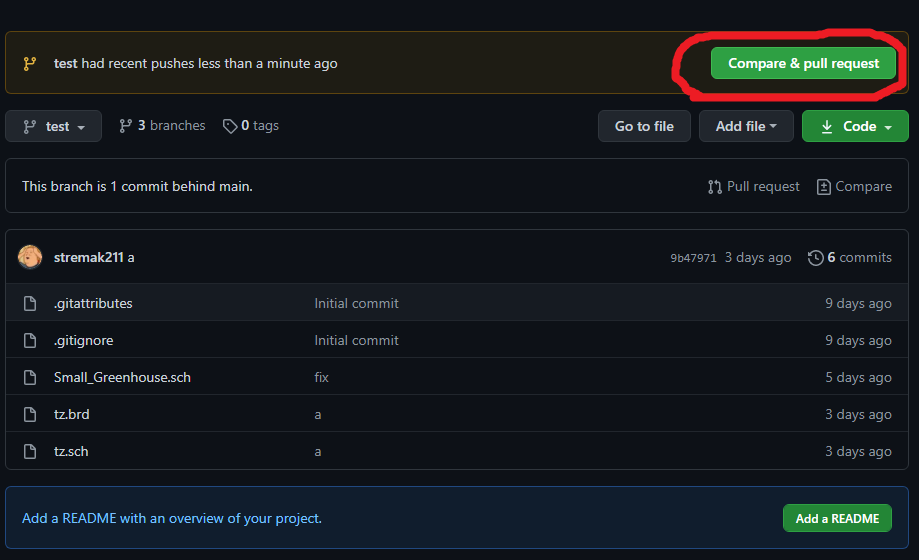 test had recent pushes less than a minute ago Compare & pull request
test 3 branches 0 tags Go to file Add file Code
This branch is 1 commit behind main. Pull request Compare
stremak211 a 9b47971 3 days ago 6 commits
.gitattributes Initial commit 9 days ago
.gitignore Initial commit 9 days ago
Small_Greenhouse.sch fix 5 days ago
tz.brd a 3 days ago
tz.sch a 3 days ago
Add a README with an overview of your project. Add a README